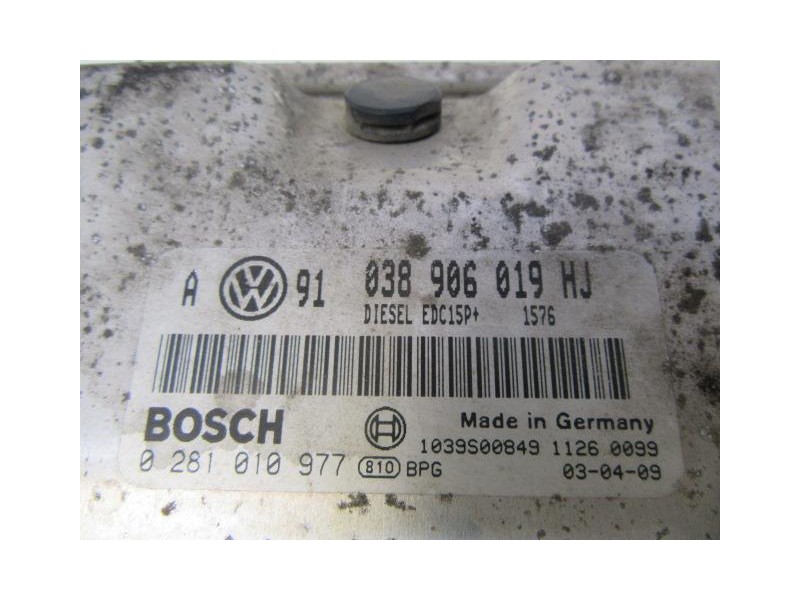 A VW 91 038 906 019 HJ
DIESEL EDC15P+ 1576
BOSCH Made in Germany
1039S00849 1126 0099
0 281 010 977 810 BPG 03-04-09